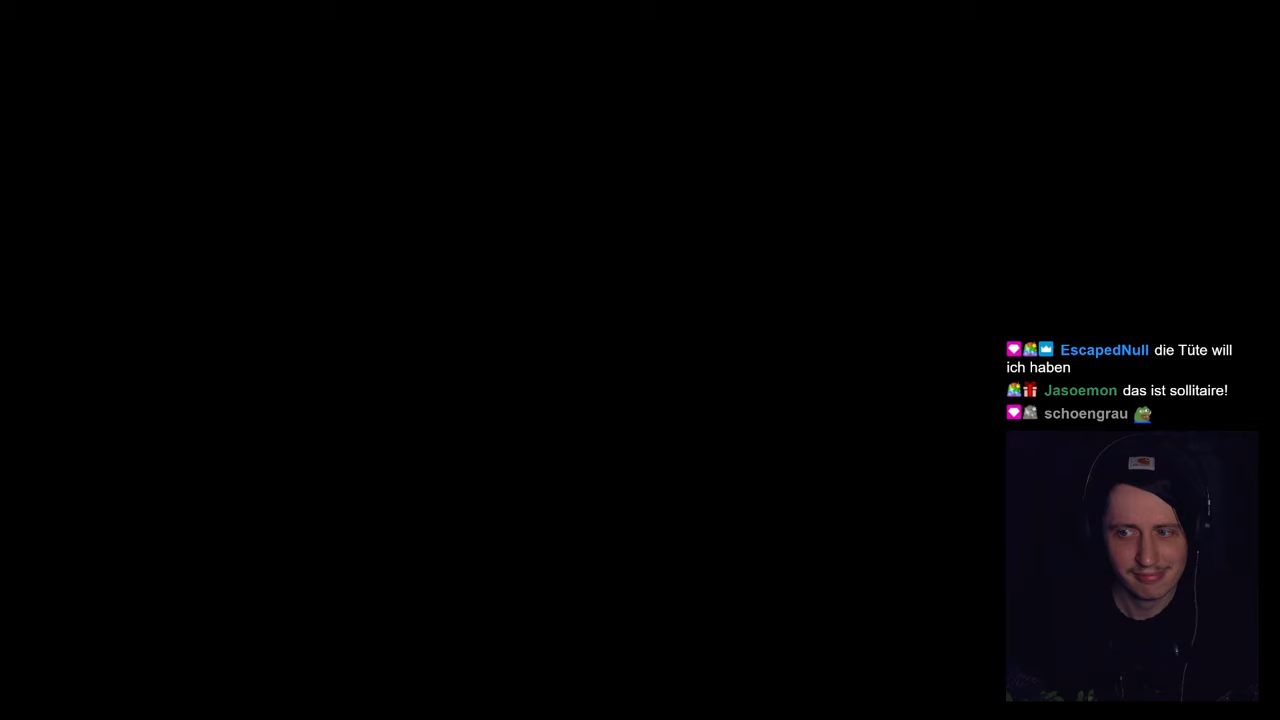 EscapedNull die Tüte will
ich haben
Jasoemon das ist sollitaire!
schoengrau